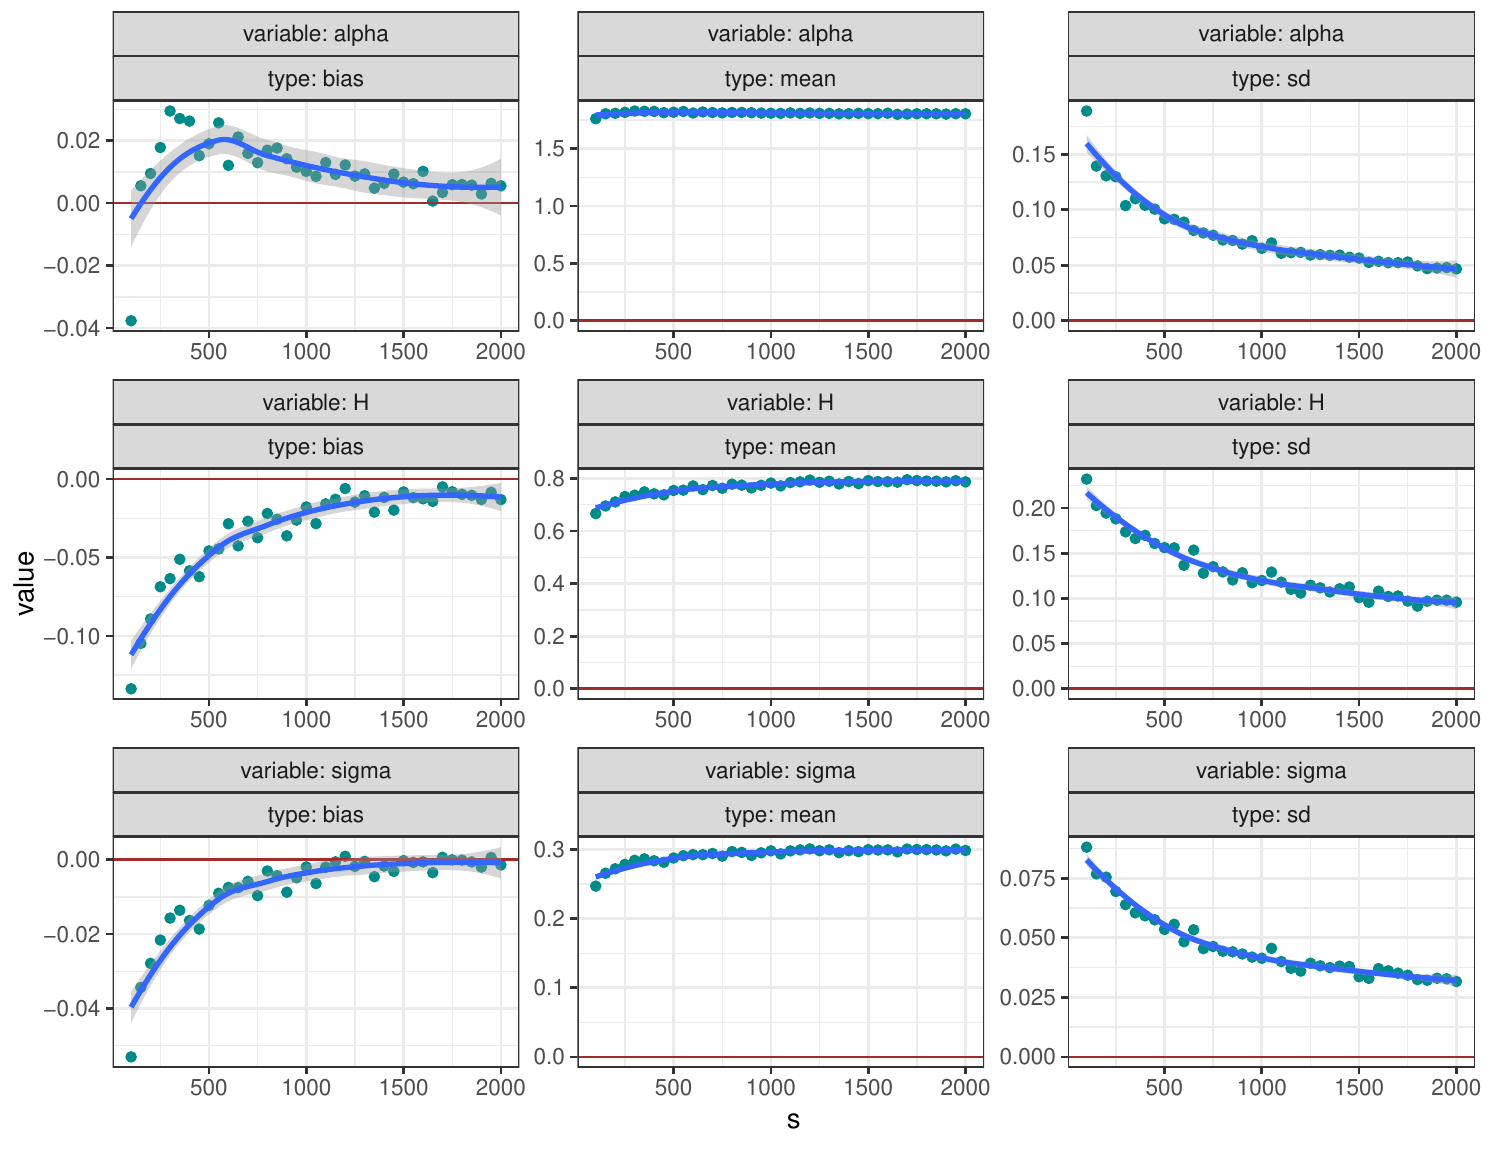 variable: alpha
type: bias
0.02
0.00
−0.02
−0.04
500 1000 1500 2000
variable: alpha
type: mean
1.5
1.0
0.5
0.0
500 1000 1500 2000
variable: alpha
type: sd
0.15
0.10
0.05
0.00
500 1000 1500 2000
variable: H
type: bias
0.00
−0.05
−0.10
500 1000 1500 2000
variable: H
type: mean
0.8
0.6
0.4
0.2
0.0
500 1000 1500 2000
variable: H
type: sd
0.20
0.15
0.10
0.05
0.00
500 1000 1500 2000
variable: sigma
type: bias
0.00
−0.02
−0.04
500 1000 1500 2000
variable: sigma
type: mean
0.3
0.2
0.1
0.0
500 1000 1500 2000
variable: sigma
type: sd
0.075
0.050
0.025
0.000
500 1000 1500 2000
value
s